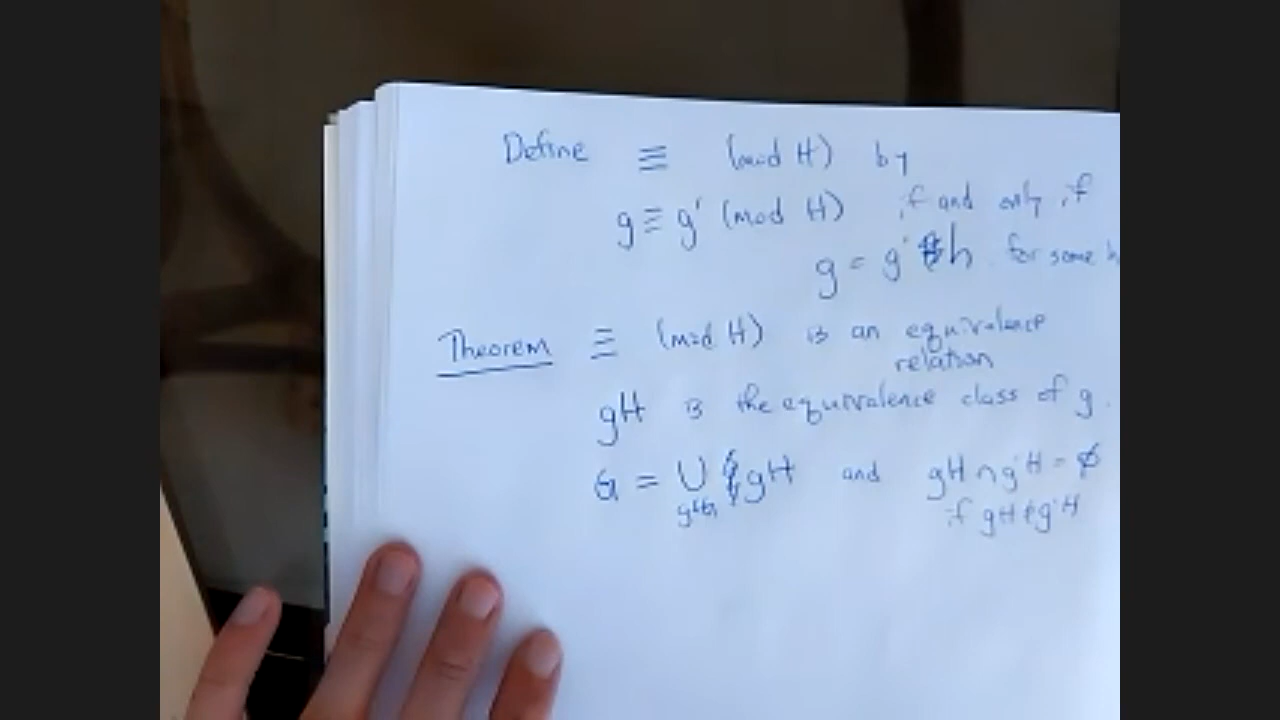 Define ≡ (mod H) by
g ≡ g' (mod H) if and only if
g = g'h for some h
Theorem ≡ (mod H) is an equivalence
relation
gH is the equivalence class of g.
G = ∪ gH and gH ∩ g'H = ∅
g∈G if gH ≠ g'H